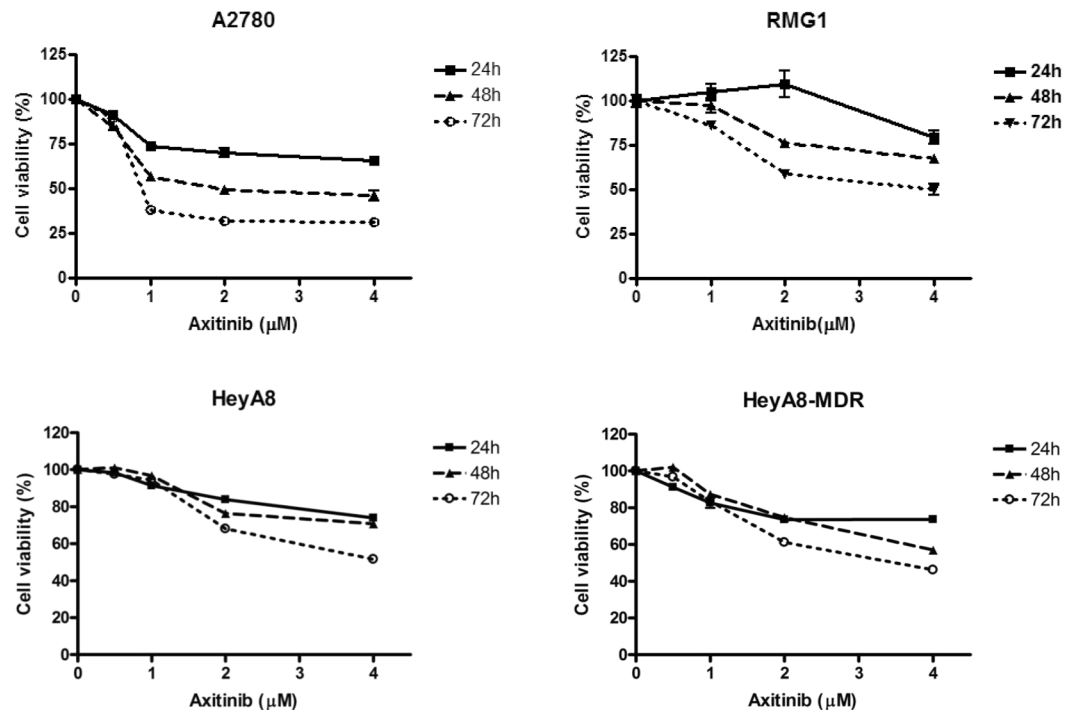 A2780
125
100
75
50
25
0
0 1 2 3 4
Cell viability (%)
Axitinib (μM)
24h
48h
72h
RMG1
125
100
75
50
25
0
0 1 2 3 4
Cell viability (%)
Axitinib(μM)
24h
48h
72h
HeyA8
120
100
80
60
40
20
0
0 1 2 3 4
Cell viability (%)
Axitinib (μM)
24h
48h
72h
HeyA8-MDR
120
100
80
60
40
20
0
0 1 2 3 4
Cell viability (%)
Axitinib (μM)
24h
48h
72h